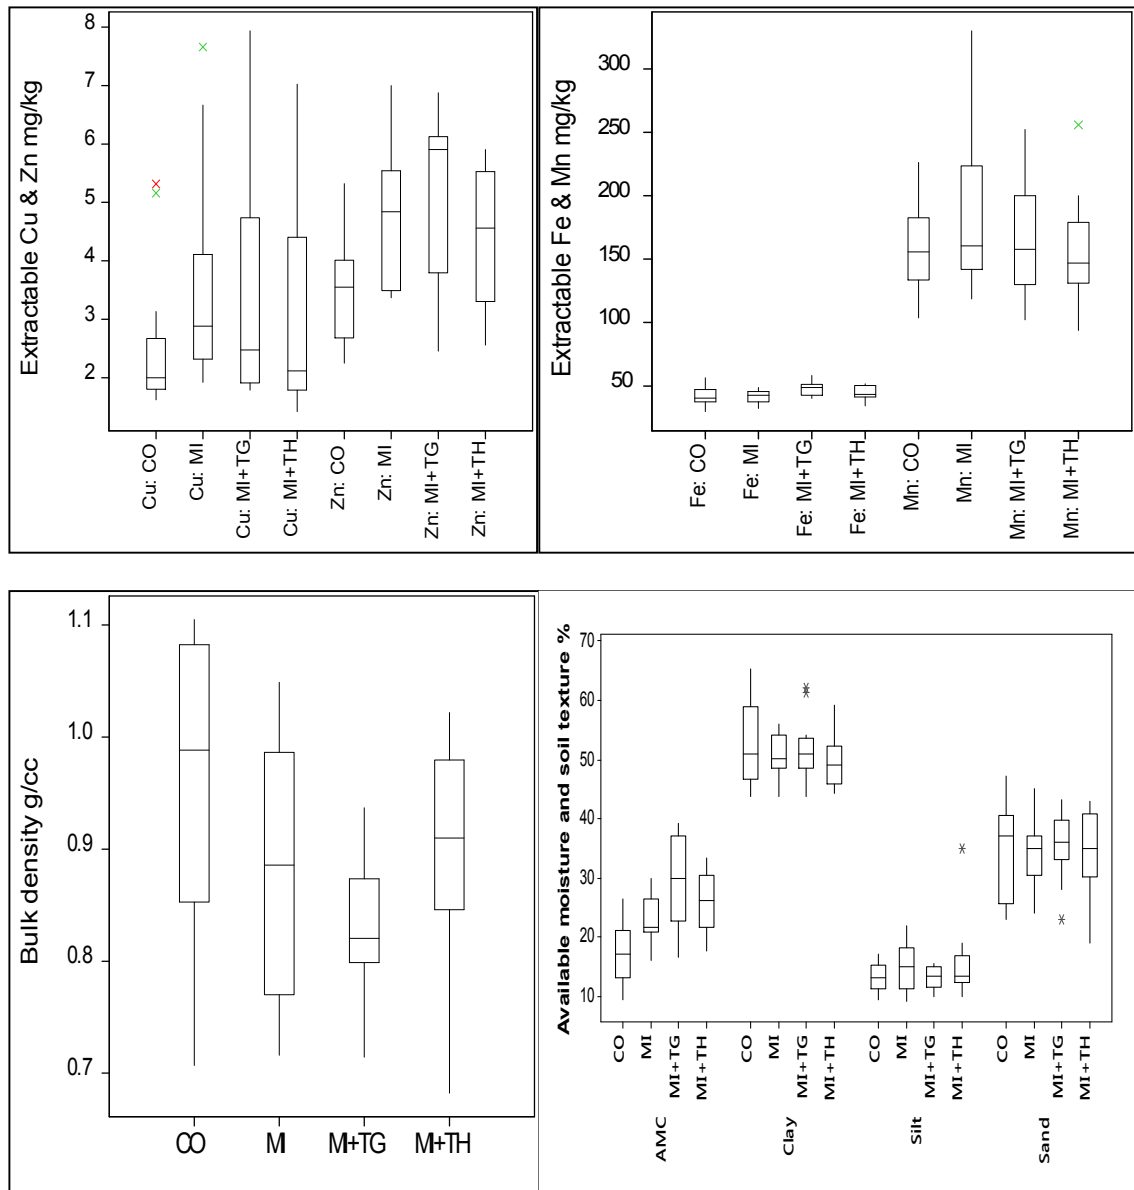 Extractable Cu & Zn mg/kg
8
7
6
5
4
3
2
Cu: CO
Cu: MI
Cu: MI+TG
Cu: MI+TH
Zn: CO
Zn: MI
Zn: MI+TG
Zn: MI+TH
Extractable Fe & Mn mg/kg
300
250
200
150
100
50
Fe: CO
Fe: MI
Fe: MI+TG
Fe: MI+TH
Mn: CO
Mn: MI
Mn: MI+TG
Mn: MI+TH
Bulk density g/cc
1.1
1.0
0.9
0.8
0.7
CO
MI
MI+TG
MI+TH
Available moisture and soil texture %
70
60
50
40
30
20
10
CO
MI
MI+TG
MI+TH
CO
MI
MI+TG
MI+TH
CO
MI
MI+TG
MI+TH
CO
MI
MI+TG
MI+TH
AMC
Clay
Silt
Sand